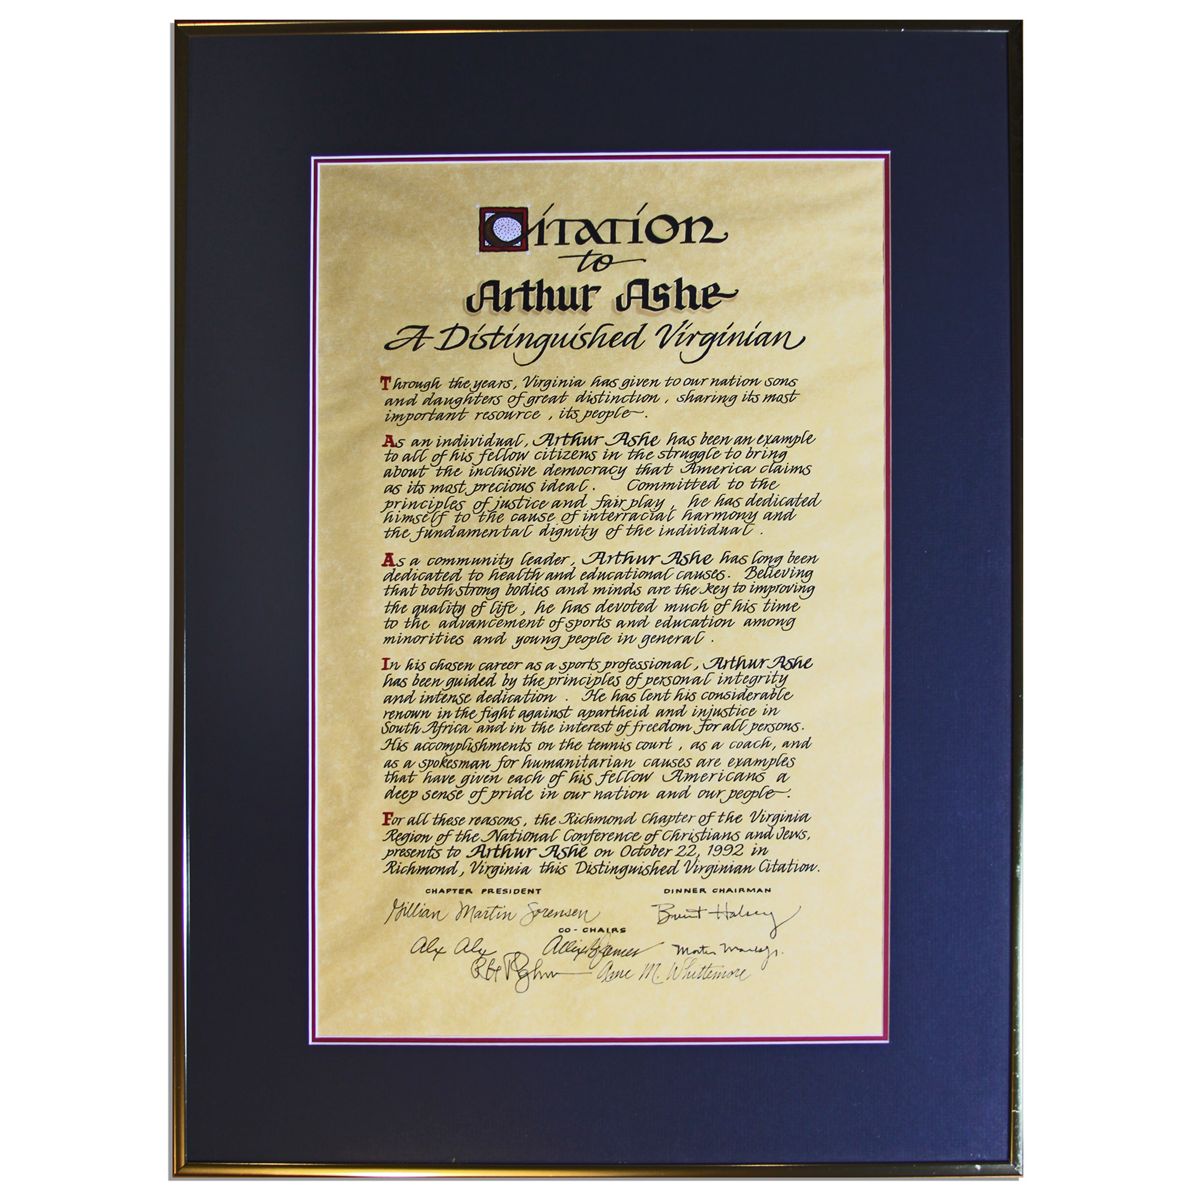 Citation
to
Arthur Ashe
A Distinguished Virginian
Through the years, Virginia has given to our nation sons
and daughters of great distinction, sharing its most
important resource, its people.
As an individual, Arthur Ashe has been an example
to all of his fellow citizens in the struggle to bring
about the inclusive democracy that America claims
as its most precious ideal. Committed to the
principles of justice and fair play, he has dedicated
himself to the cause of interracial harmony and
the fundamental dignity of the individual.
As a community leader, Arthur Ashe has long been
dedicated to health and educational causes. Believing
that both strong bodies and minds are the key to improving
the quality of life, he has devoted much of his time
to the advancement of sports and education among
minorities and young people in general.
In his chosen career as a sports professional, Arthur Ashe
has been guided by the principles of personal integrity
and intense dedication. He has lent his considerable
renown in the fight against apartheid and injustice in
South Africa and in the interest of freedom for all persons.
His accomplishments on the tennis court, as a coach, and
as a spokesman for humanitarian causes are examples
that have given each of his fellow Americans a
deep sense of pride in our nation and our people.
For all these reasons, the Richmond Chapter of the Virginia
Region of the National Conference of Christians and Jews,
presents to Arthur Ashe on October 22, 1992 in
Richmond, Virginia this Distinguished Virginian Citation.
CHAPTER PRESIDENT DINNER CHAIRMAN
Gillian Martin Sorensen Brent Halsey
CO-CHAIRS
Anne M. Whittemore